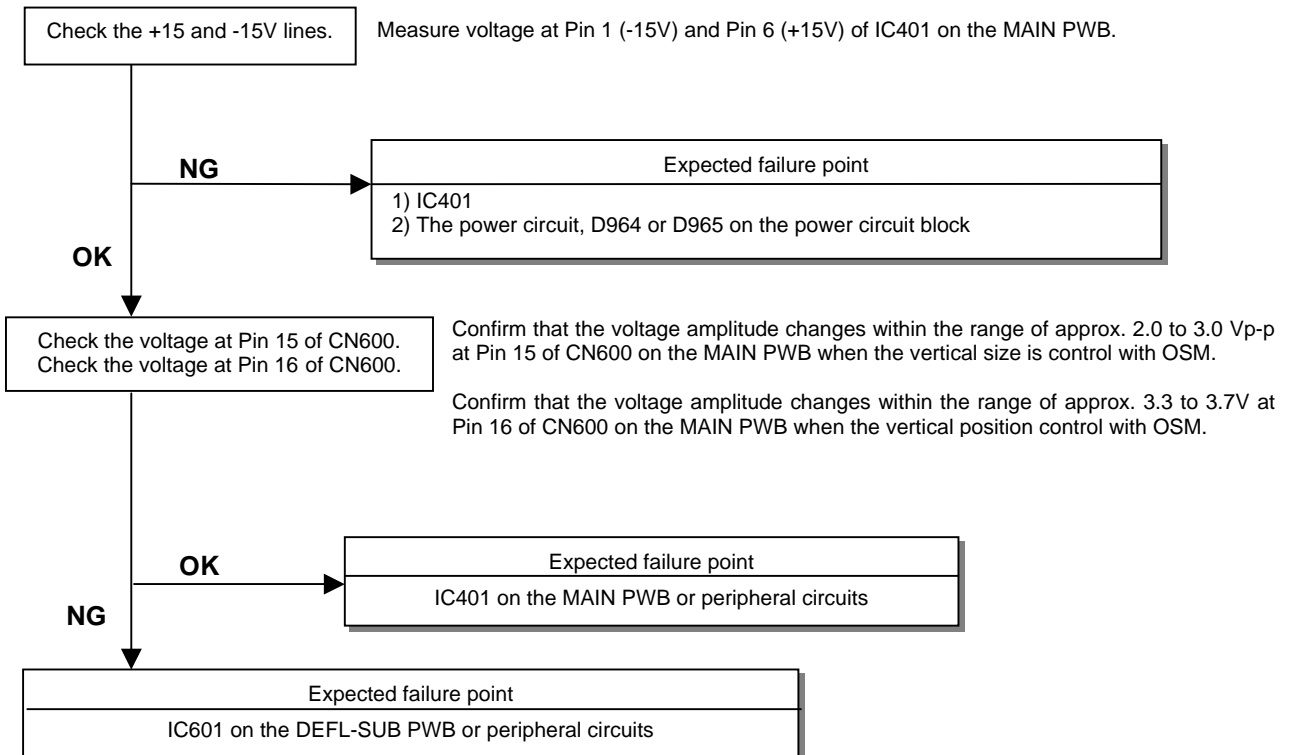 Check the +15 and -15V lines.
Measure voltage at Pin 1 (-15V) and Pin 6 (+15V) of IC401 on the MAIN PWB.
NG
Expected failure point
1) IC401
2) The power circuit, D964 or D965 on the power circuit block
OK
Check the voltage at Pin 15 of CN600.
Check the voltage at Pin 16 of CN600.
Confirm that the voltage amplitude changes within the range of approx. 2.0 to 3.0 Vp-p
at Pin 15 of CN600 on the MAIN PWB when the vertical size is control with OSM.
Confirm that the voltage amplitude changes within the range of approx. 3.3 to 3.7V at
Pin 16 of CN600 on the MAIN PWB when the vertical position control with OSM.
OK
Expected failure point
IC401 on the MAIN PWB or peripheral circuits
NG
Expected failure point
IC601 on the DEFL-SUB PWB or peripheral circuits